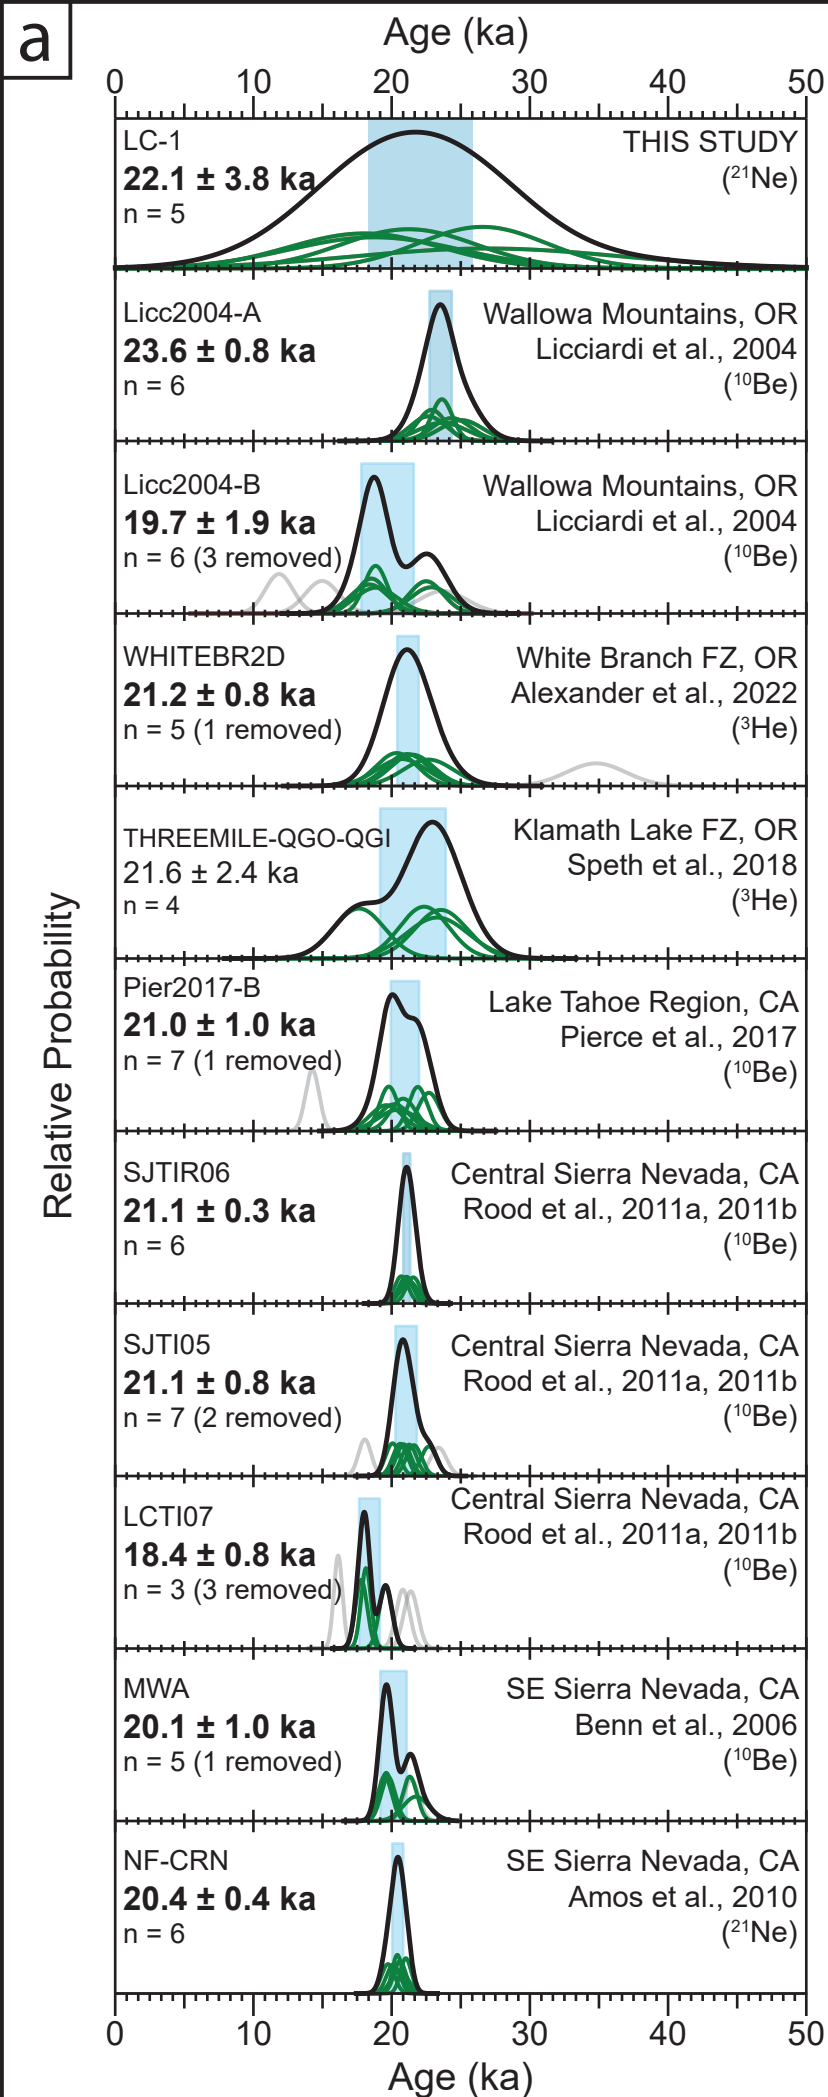 a
Age (ka)
0 10 20 30 40 50
LC-1
22.1 ± 3.8 ka
n = 5
THIS STUDY
(²¹Ne)
Licc2004-A
23.6 ± 0.8 ka
n = 6
Wallowa Mountains, OR
Licciardi et al., 2004
(¹⁰Be)
Licc2004-B
19.7 ± 1.9 ka
n = 6 (3 removed)
Wallowa Mountains, OR
Licciardi et al., 2004
(¹⁰Be)
WHITEBR2D
21.2 ± 0.8 ka
n = 5 (1 removed)
White Branch FZ, OR
Alexander et al., 2022
(³He)
THREEMILE-QGO-QGI
21.6 ± 2.4 ka
n = 4
Klamath Lake FZ, OR
Speth et al., 2018
(³He)
Pier2017-B
21.0 ± 1.0 ka
n = 7 (1 removed)
Lake Tahoe Region, CA
Pierce et al., 2017
(¹⁰Be)
SJTIR06
21.1 ± 0.3 ka
n = 6
Central Sierra Nevada, CA
Rood et al., 2011a, 2011b
(¹⁰Be)
SJTI05
21.1 ± 0.8 ka
n = 7 (2 removed)
Central Sierra Nevada, CA
Rood et al., 2011a, 2011b
(¹⁰Be)
LCTI07
18.4 ± 0.8 ka
n = 3 (3 removed)
Central Sierra Nevada, CA
Rood et al., 2011a, 2011b
(¹⁰Be)
MWA
20.1 ± 1.0 ka
n = 5 (1 removed)
SE Sierra Nevada, CA
Benn et al., 2006
(¹⁰Be)
NF-CRN
20.4 ± 0.4 ka
n = 6
SE Sierra Nevada, CA
Amos et al., 2010
(²¹Ne)
0 10 20 30 40 50
Age (ka)
Relative Probability